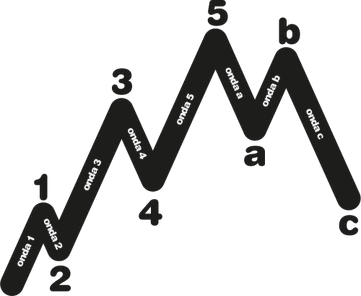 1
onda 1
onda 2
2
onda 3
3
onda 4
4
onda 5
5
onda a
a
onda b
b
onda c
c